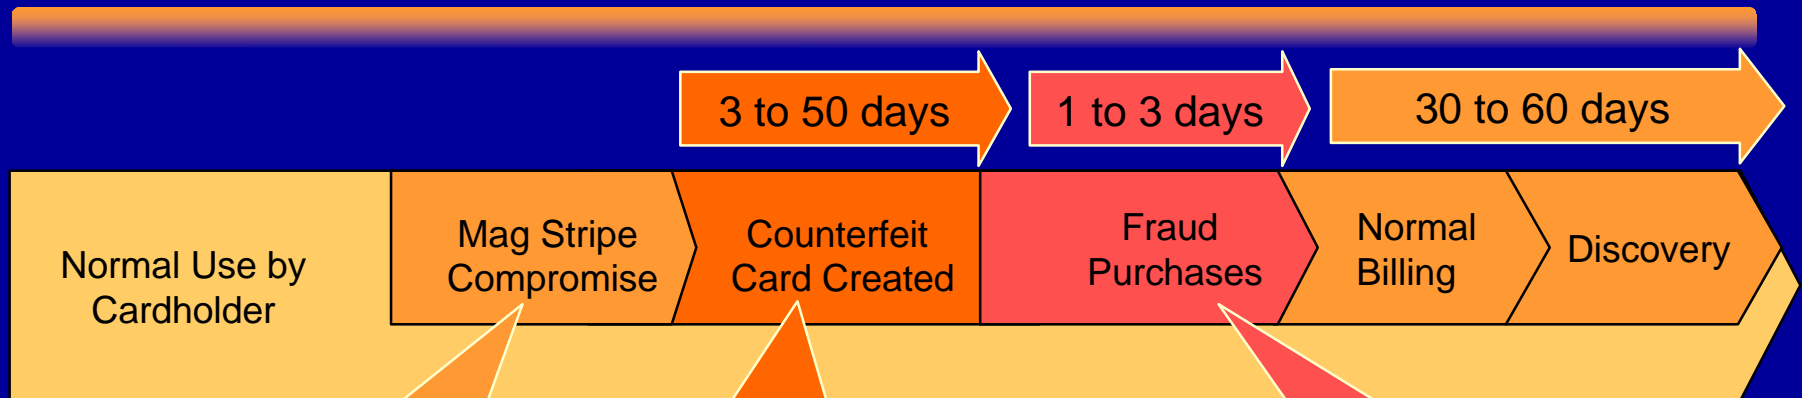 3 to 50 days
1 to 3 days
30 to 60 days
Normal Use by
Cardholder
Mag Stripe
Compromise
Counterfeit
Card Created
Fraud
Purchases
Normal
Billing
Discovery